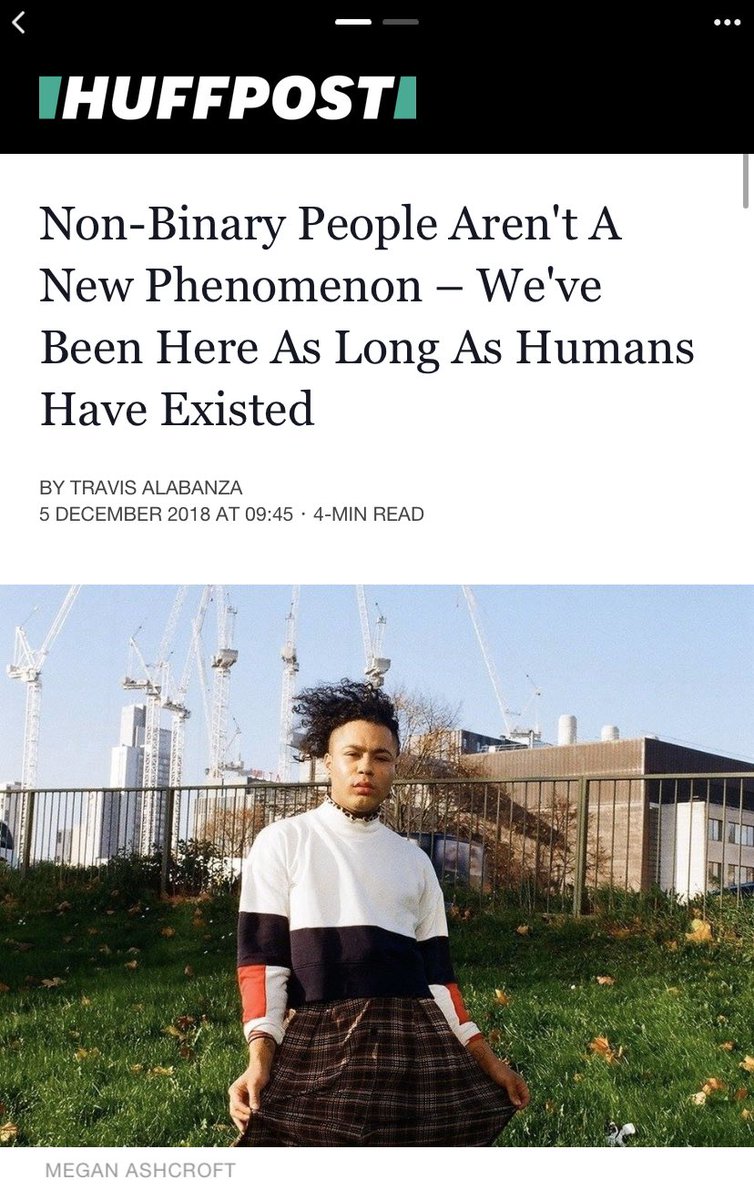 HUFFPOST
Non-Binary People Aren't A
New Phenomenon – We've
Been Here As Long As Humans
Have Existed
BY TRAVIS ALABANZA
5 DECEMBER 2018 AT 09:45 · 4-MIN READ
MEGAN ASHCROFT